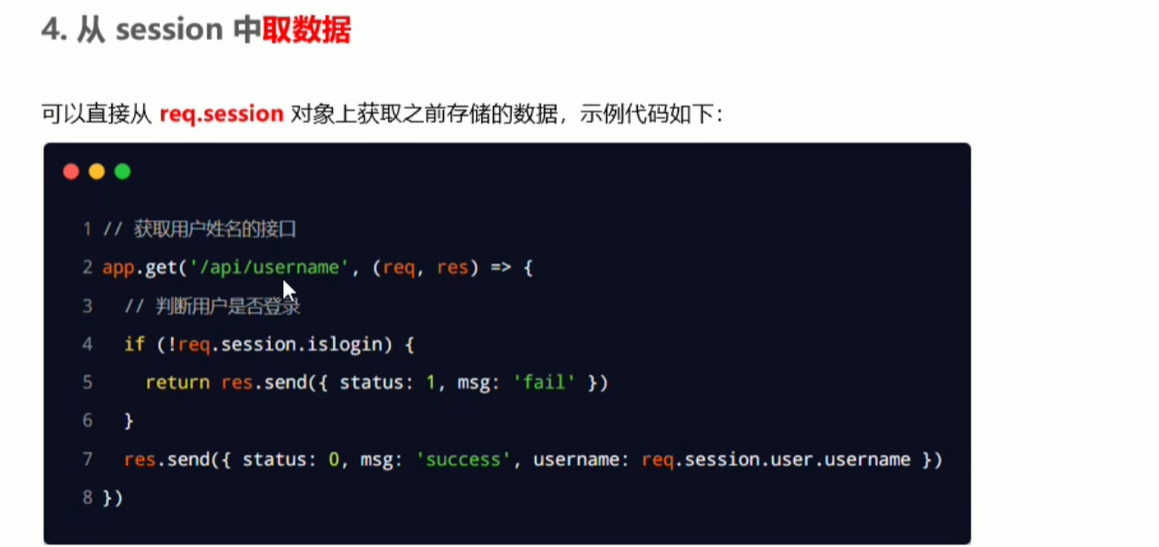 4. 从 session 中取数据
可以直接从 req.session 对象上获取之前存储的数据，示例代码如下：
1 // 获取用户姓名的接口
2 app.get('/api/username', (req, res) => {
3   // 判断用户是否登录
4   if (!req.session.islogin) {
5     return res.send({ status: 1, msg: 'fail' })
6   }
7   res.send({ status: 0, msg: 'success', username: req.session.user.username })
8 })